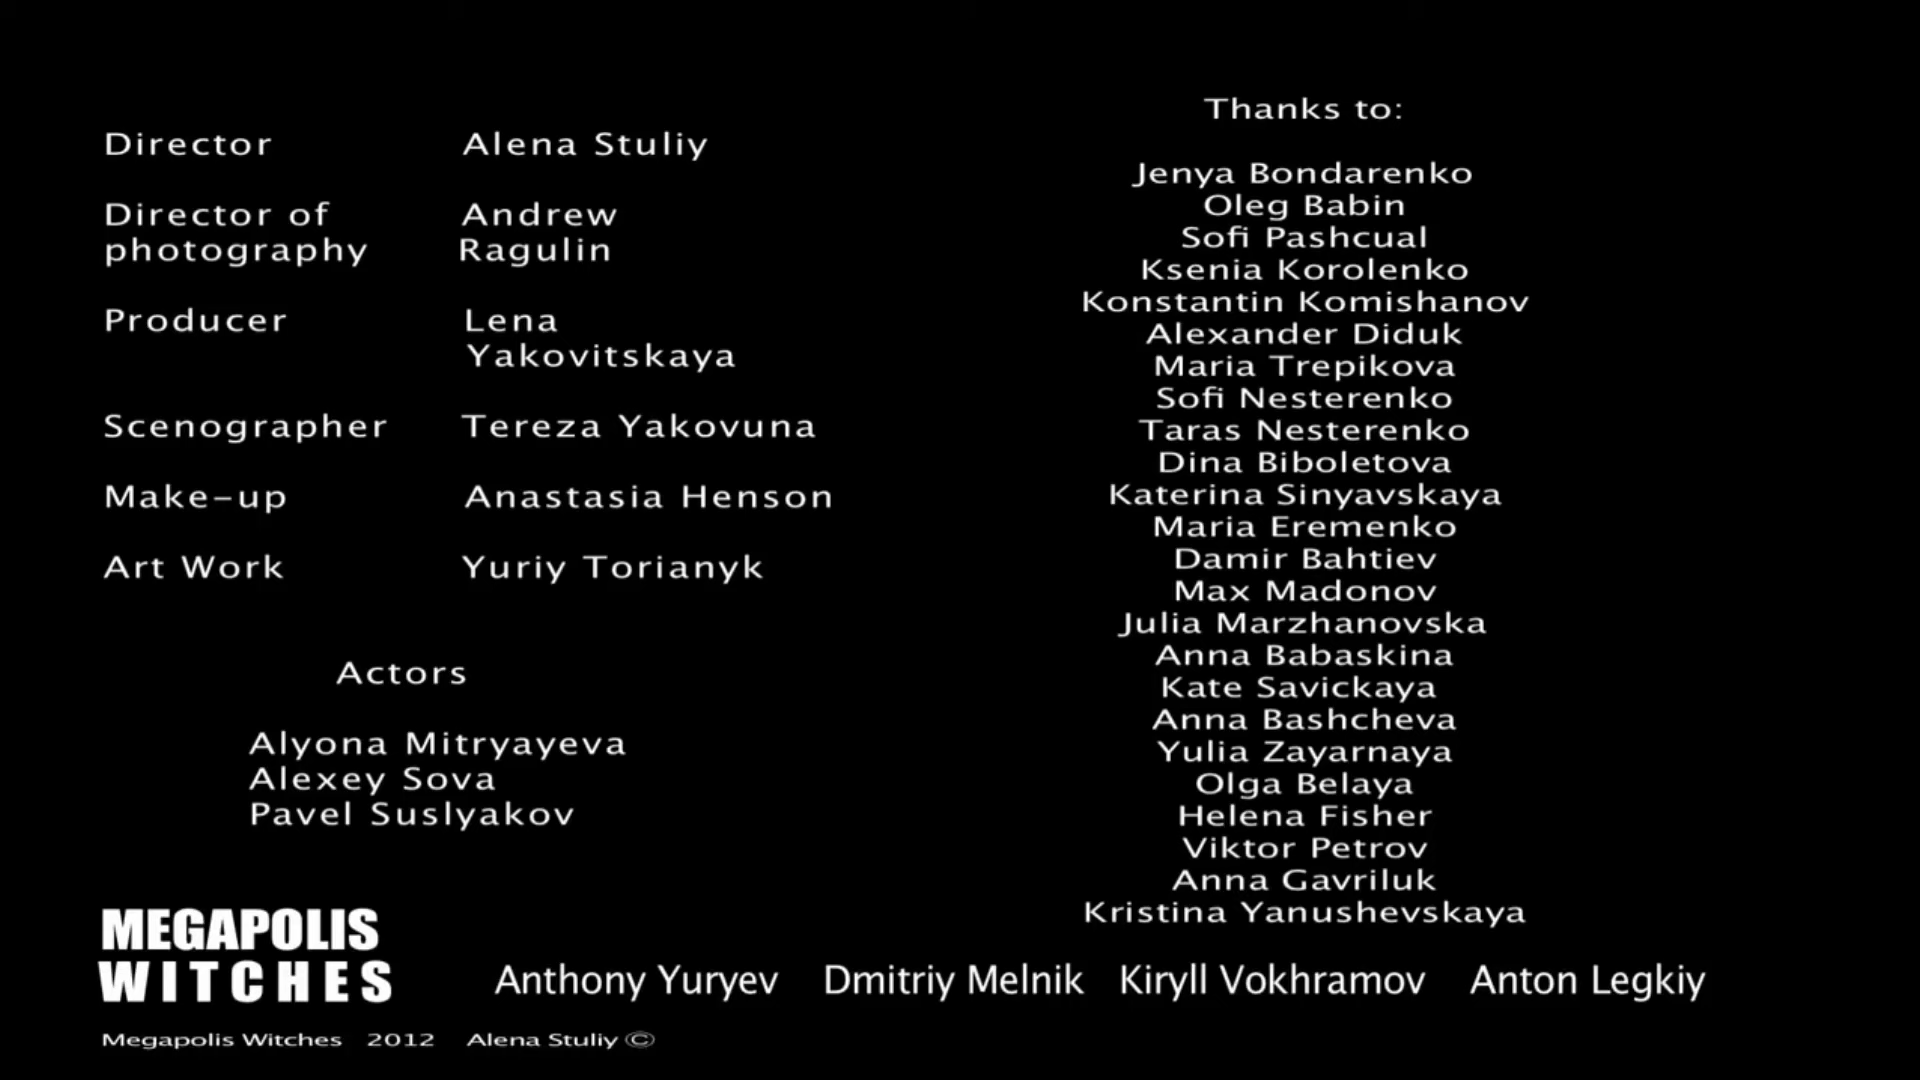 Director Alena Stuliy
Director of Andrew
photography Ragulin
Producer Lena
Yakovitskaya
Scenographer Tereza Yakovuna
Make-up Anastasia Henson
Art Work Yuriy Torianyk
Actors
Alyona Mitryayeva
Alexey Sova
Pavel Suslyakov
Thanks to:
Jenya Bondarenko
Oleg Babin
Sofi Pashcual
Ksenia Korolenko
Konstantin Komishanov
Alexander Diduk
Maria Trepikova
Sofi Nesterenko
Taras Nesterenko
Dina Biboletova
Katerina Sinyavskaya
Maria Eremenko
Damir Bahtiev
Max Madonov
Julia Marzhanovska
Anna Babaskina
Kate Savickaya
Anna Bashcheva
Yulia Zayarnaya
Olga Belaya
Helena Fisher
Viktor Petrov
Anna Gavriluk
Kristina Yanushevskaya
MEGAPOLIS
WITCHES
Anthony Yuryev Dmitriy Melnik Kiryll Vokhramov Anton Legkiy
Megapolis Witches 2012 Alena Stuliy ©